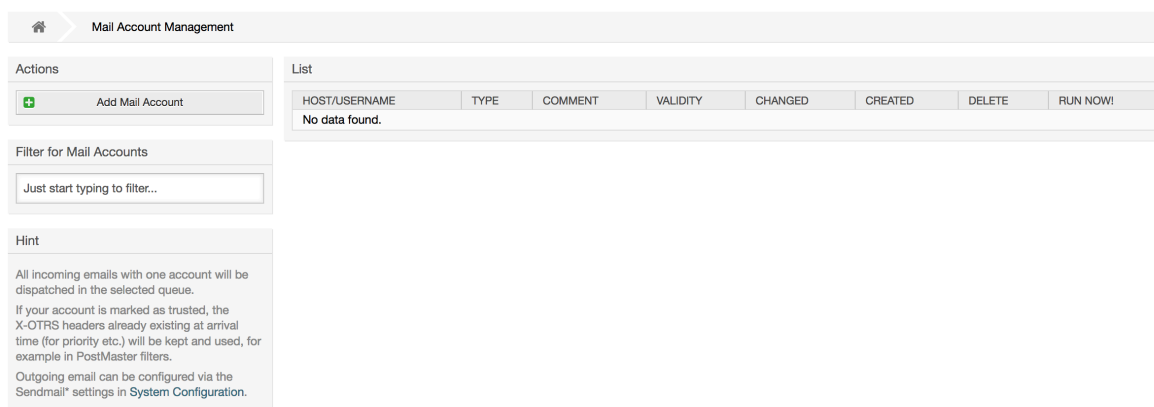 Mail Account Management
Actions
Add Mail Account
Filter for Mail Accounts
Just start typing to filter...
Hint
All incoming emails with one account will be
dispatched in the selected queue.
If your account is marked as trusted, the
X-OTRS headers already existing at arrival
time (for priority etc.) will be kept and used, for
example in PostMaster filters.
Outgoing email can be configured via the
Sendmail* settings in System Configuration.
List
HOST/USERNAME TYPE COMMENT VALIDITY CHANGED CREATED DELETE RUN NOW!
No data found.